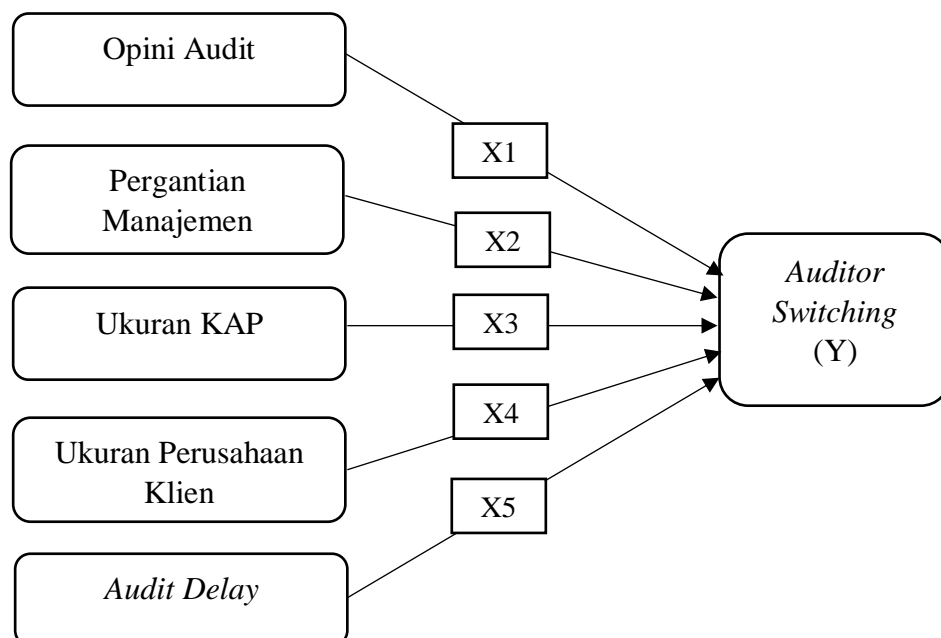 Opini Audit
X1
Pergantian
Manajemen
X2
Ukuran KAP
X3
Ukuran Perusahaan
Klien
X4
Audit Delay
X5
Auditor
Switching
(Y)